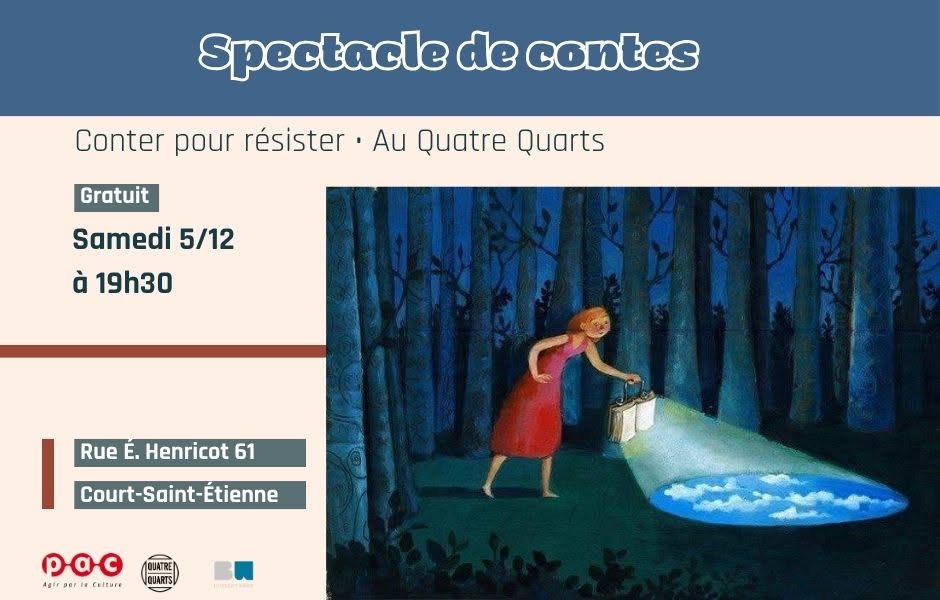 Spectacle de contes
Conter pour résister • Au Quatre Quarts
Gratuit
Samedi 5/12
à 19h30
Rue É. Henricot 61
Court-Saint-Étienne
p·a·c
Agir par la Culture
QUATRE
QUARTS